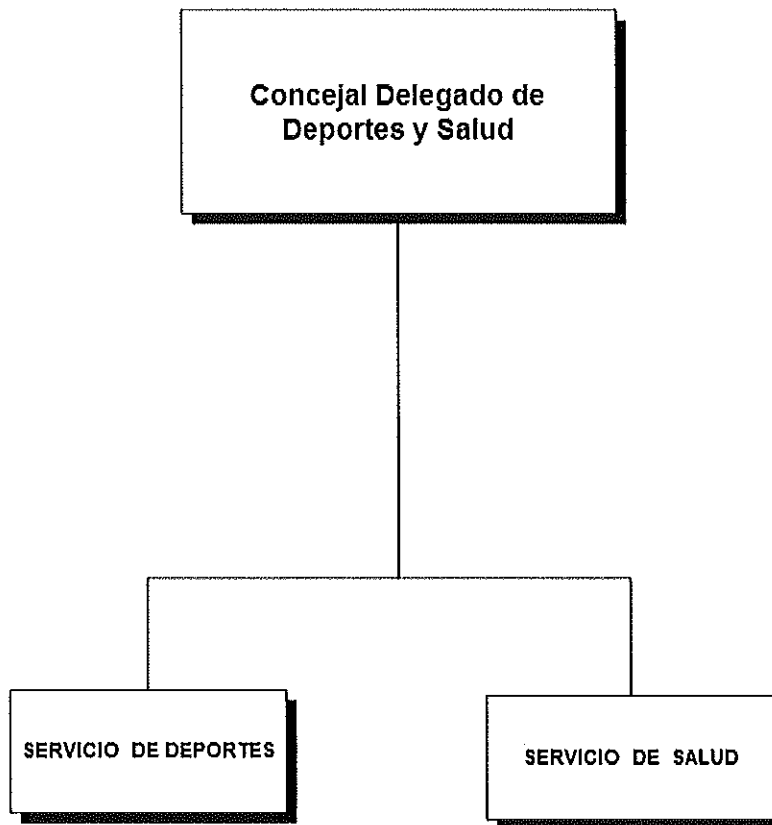 Concejal Delegado de
Deportes y Salud
SERVICIO DE DEPORTES
SERVICIO DE SALUD